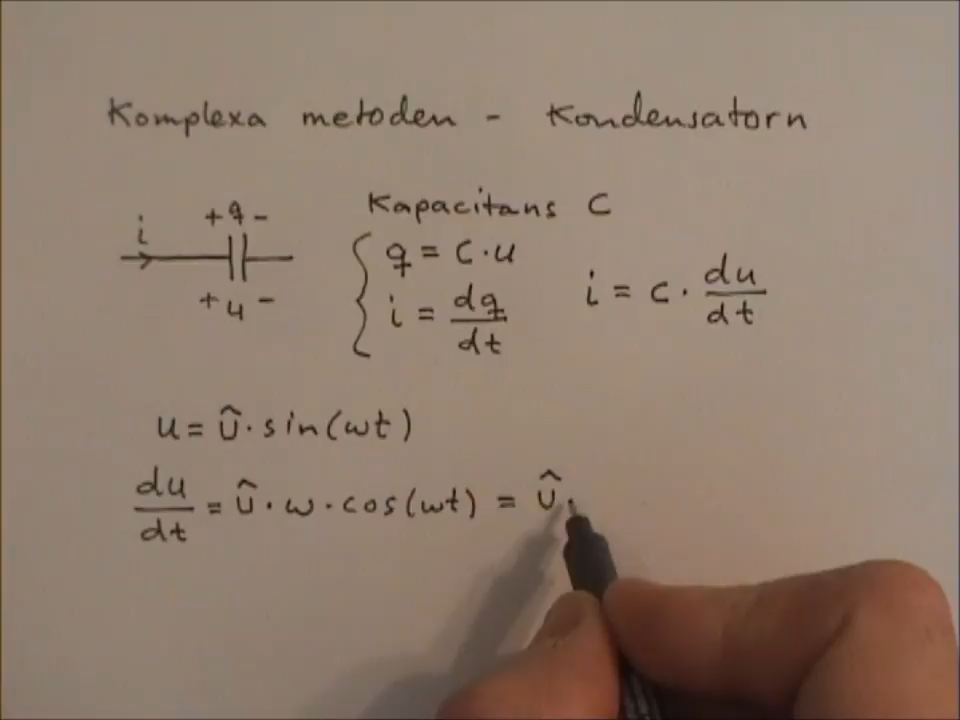 Komplexa metoden - Kondensatorn
Kapacitans C
i
+ q -
+ u -
q = C · u
i = dq/dt
i = C · du/dt
u = Û · sin(ωt)
du/dt = Û · ω · cos(ωt) = Û ·